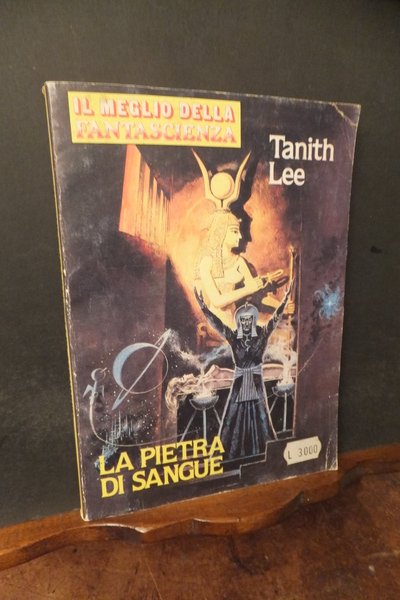 IL MEGLIO DELLA
FANTASCIENZA
Tanith
Lee
LA PIETRA
DI SANGUE
L 3000